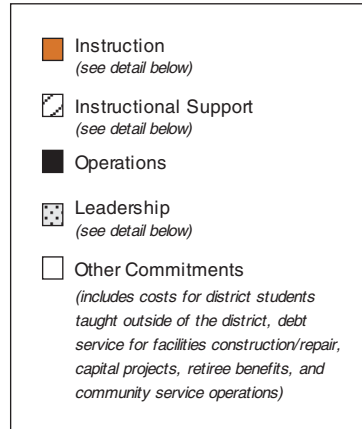 Instruction
(see detail below)
Instructional Support
(see detail below)
Operations
Leadership
(see detail below)
Other Commitments
(includes costs for district students
taught outside of the district, debt
service for facilities construction/repair,
capital projects, retiree benefits, and
community service operations)